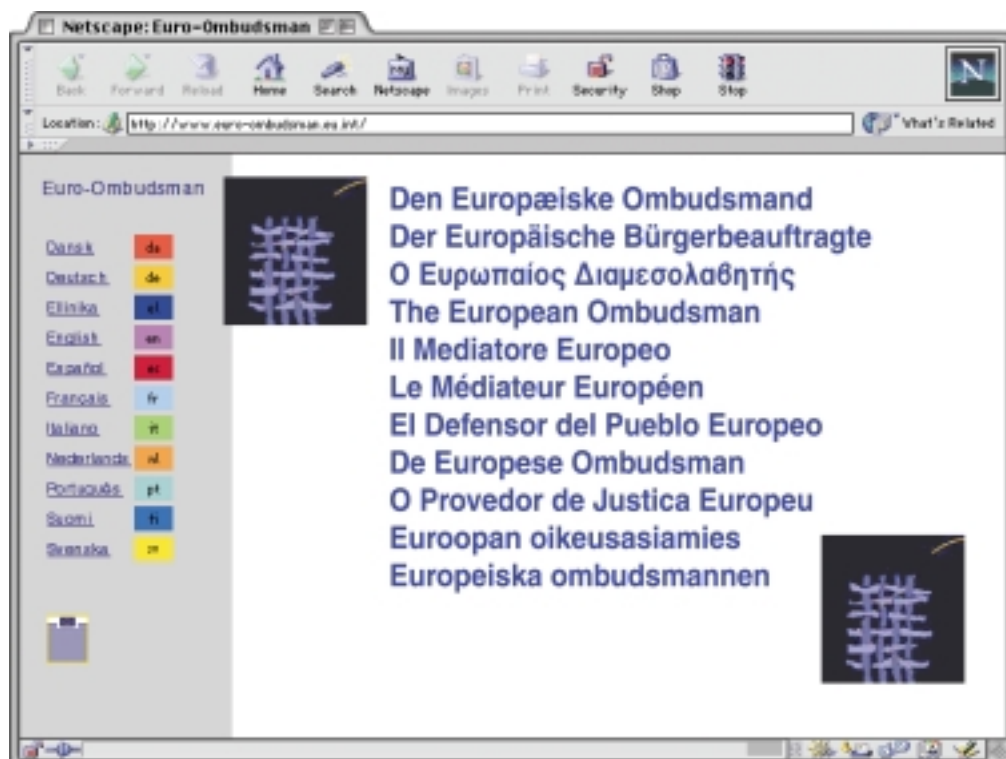 Netscape: Euro-Ombudsman
Back Forward Reload Home Search Netscape Images Print Security Shop Stop
N
Location: http://www.euro-ombudsman.eu.int/ What's Related
Euro-Ombudsman
Dansk da
Deutsch de
Ellinika el
English en
Español es
Français fr
Italiano it
Nederlands nl
Português pt
Suomi fi
Svenska sv
Den Europæiske Ombudsmand
Der Europäische Bürgerbeauftragte
Ο Ευρωπαίος Διαμεσολαβητής
The European Ombudsman
Il Mediatore Europeo
Le Médiateur Européen
El Defensor del Pueblo Europeo
De Europese Ombudsman
O Provedor de Justica Europeu
Euroopan oikeusasiamies
Europeiska ombudsmannen